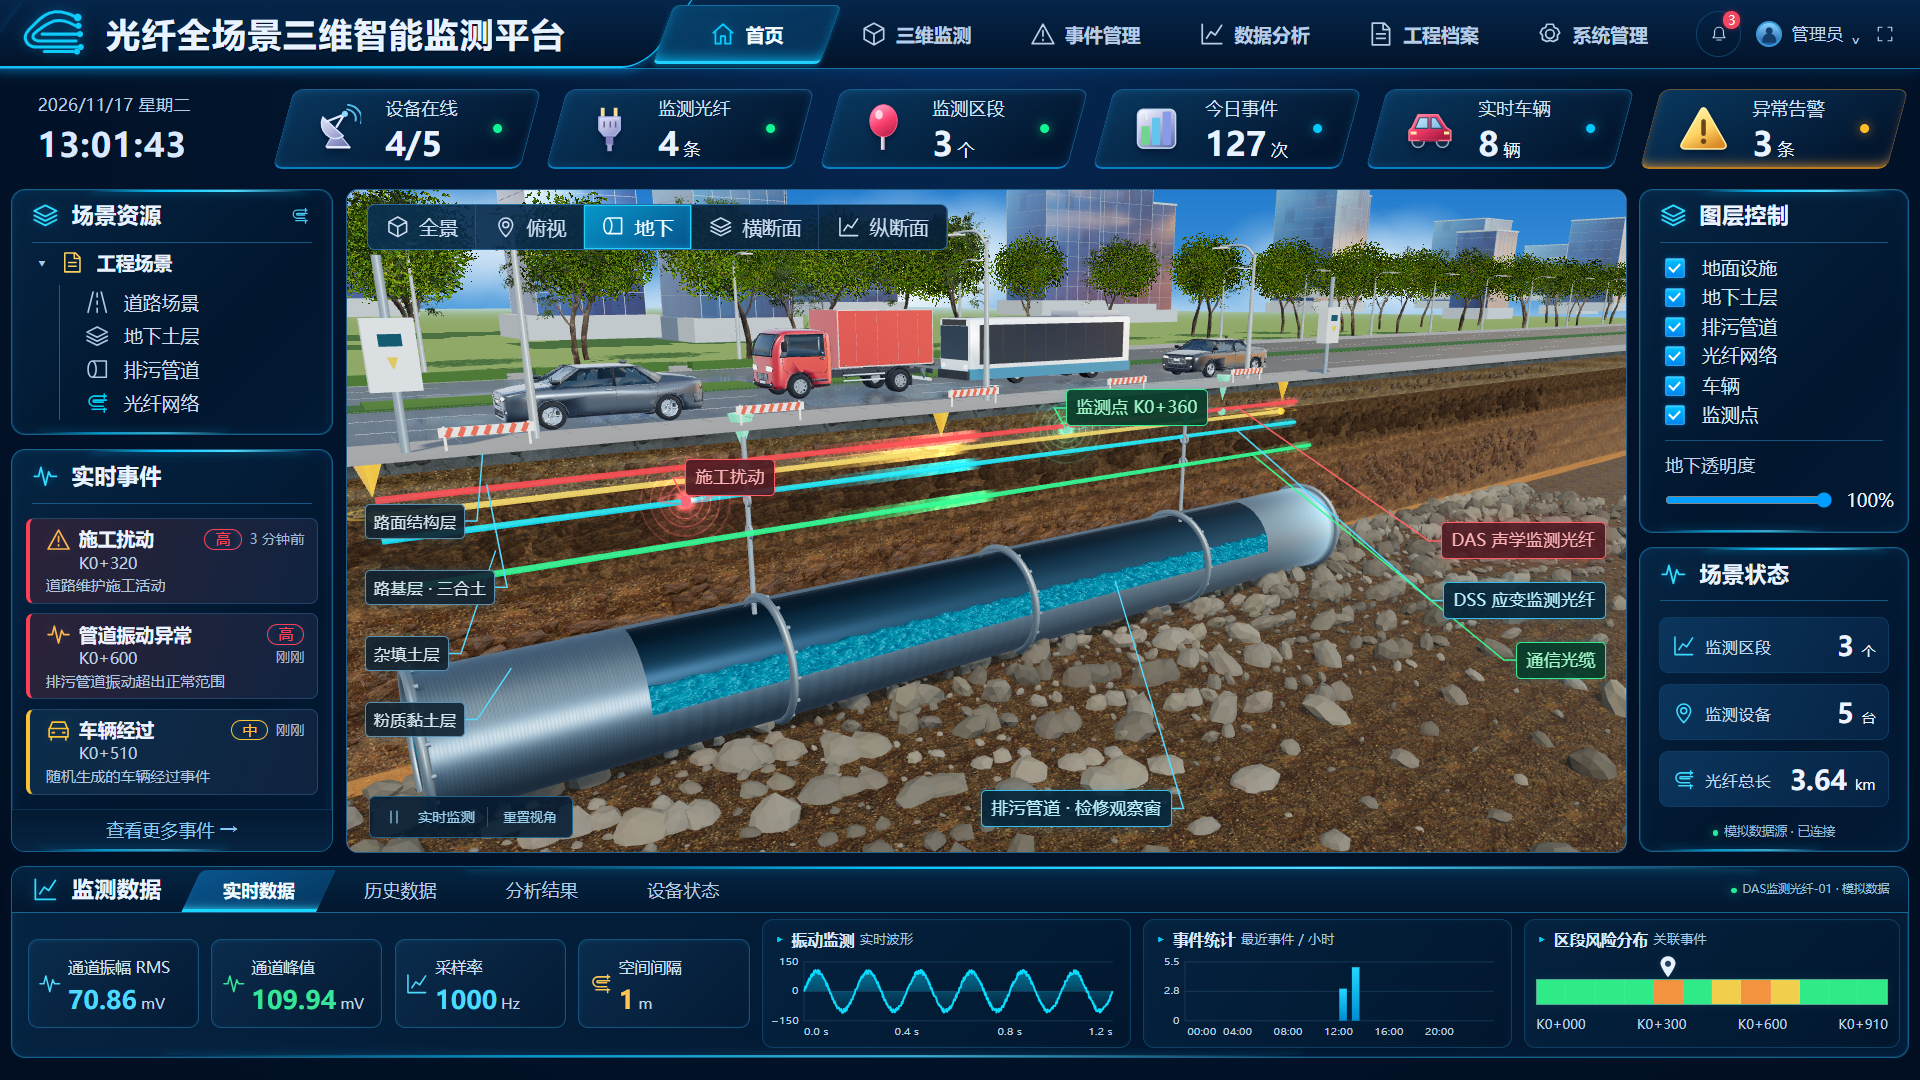 光纤全场景三维智能监测平台
首页
三维监测
事件管理
数据分析
工程档案
系统管理
3
管理员
2026/11/17 星期二
13:01:43
设备在线
4/5
监测光纤
4 条
监测区段
3 个
今日事件
127 次
实时车辆
8 辆
异常告警
3 条
场景资源
工程场景
道路场景
地下土层
排污管道
光纤网络
实时事件
施工扰动 高 3 分钟前
K0+320
道路维护施工活动
管道振动异常 高
K0+600 刚刚
排污管道振动超出正常范围
车辆经过 中 刚刚
K0+510
随机生成的车辆经过事件
查看更多事件
全景
俯视
地下
横断面
纵断面
监测点 K0+360
施工扰动
路面结构层
路基层 · 三合土
杂填土层
粉质黏土层
DAS 声学监测光纤
DSS 应变监测光纤
通信光缆
排污管道 · 检修观察窗
实时监测
重置视角
图层控制
地面设施
地下土层
排污管道
光纤网络
车辆
监测点
地下透明度
100%
场景状态
监测区段 3 个
监测设备 5 台
光纤总长 3.64 km
模拟数据源 · 已连接
监测数据
实时数据
历史数据
分析结果
设备状态
DAS监测光纤-01 · 模拟数据
通道振幅 RMS
70.86 mV
通道峰值
109.94 mV
采样率
1000 Hz
空间间隔
1 m
振动监测 实时波形
150
0
−150
0.0 s
0.4 s
0.8 s
1.2 s
事件统计 最近事件 / 小时
5.5
2.8
0
00:00
04:00
08:00
12:00
16:00
20:00
区段风险分布 关联事件
K0+000
K0+300
K0+600
K0+910